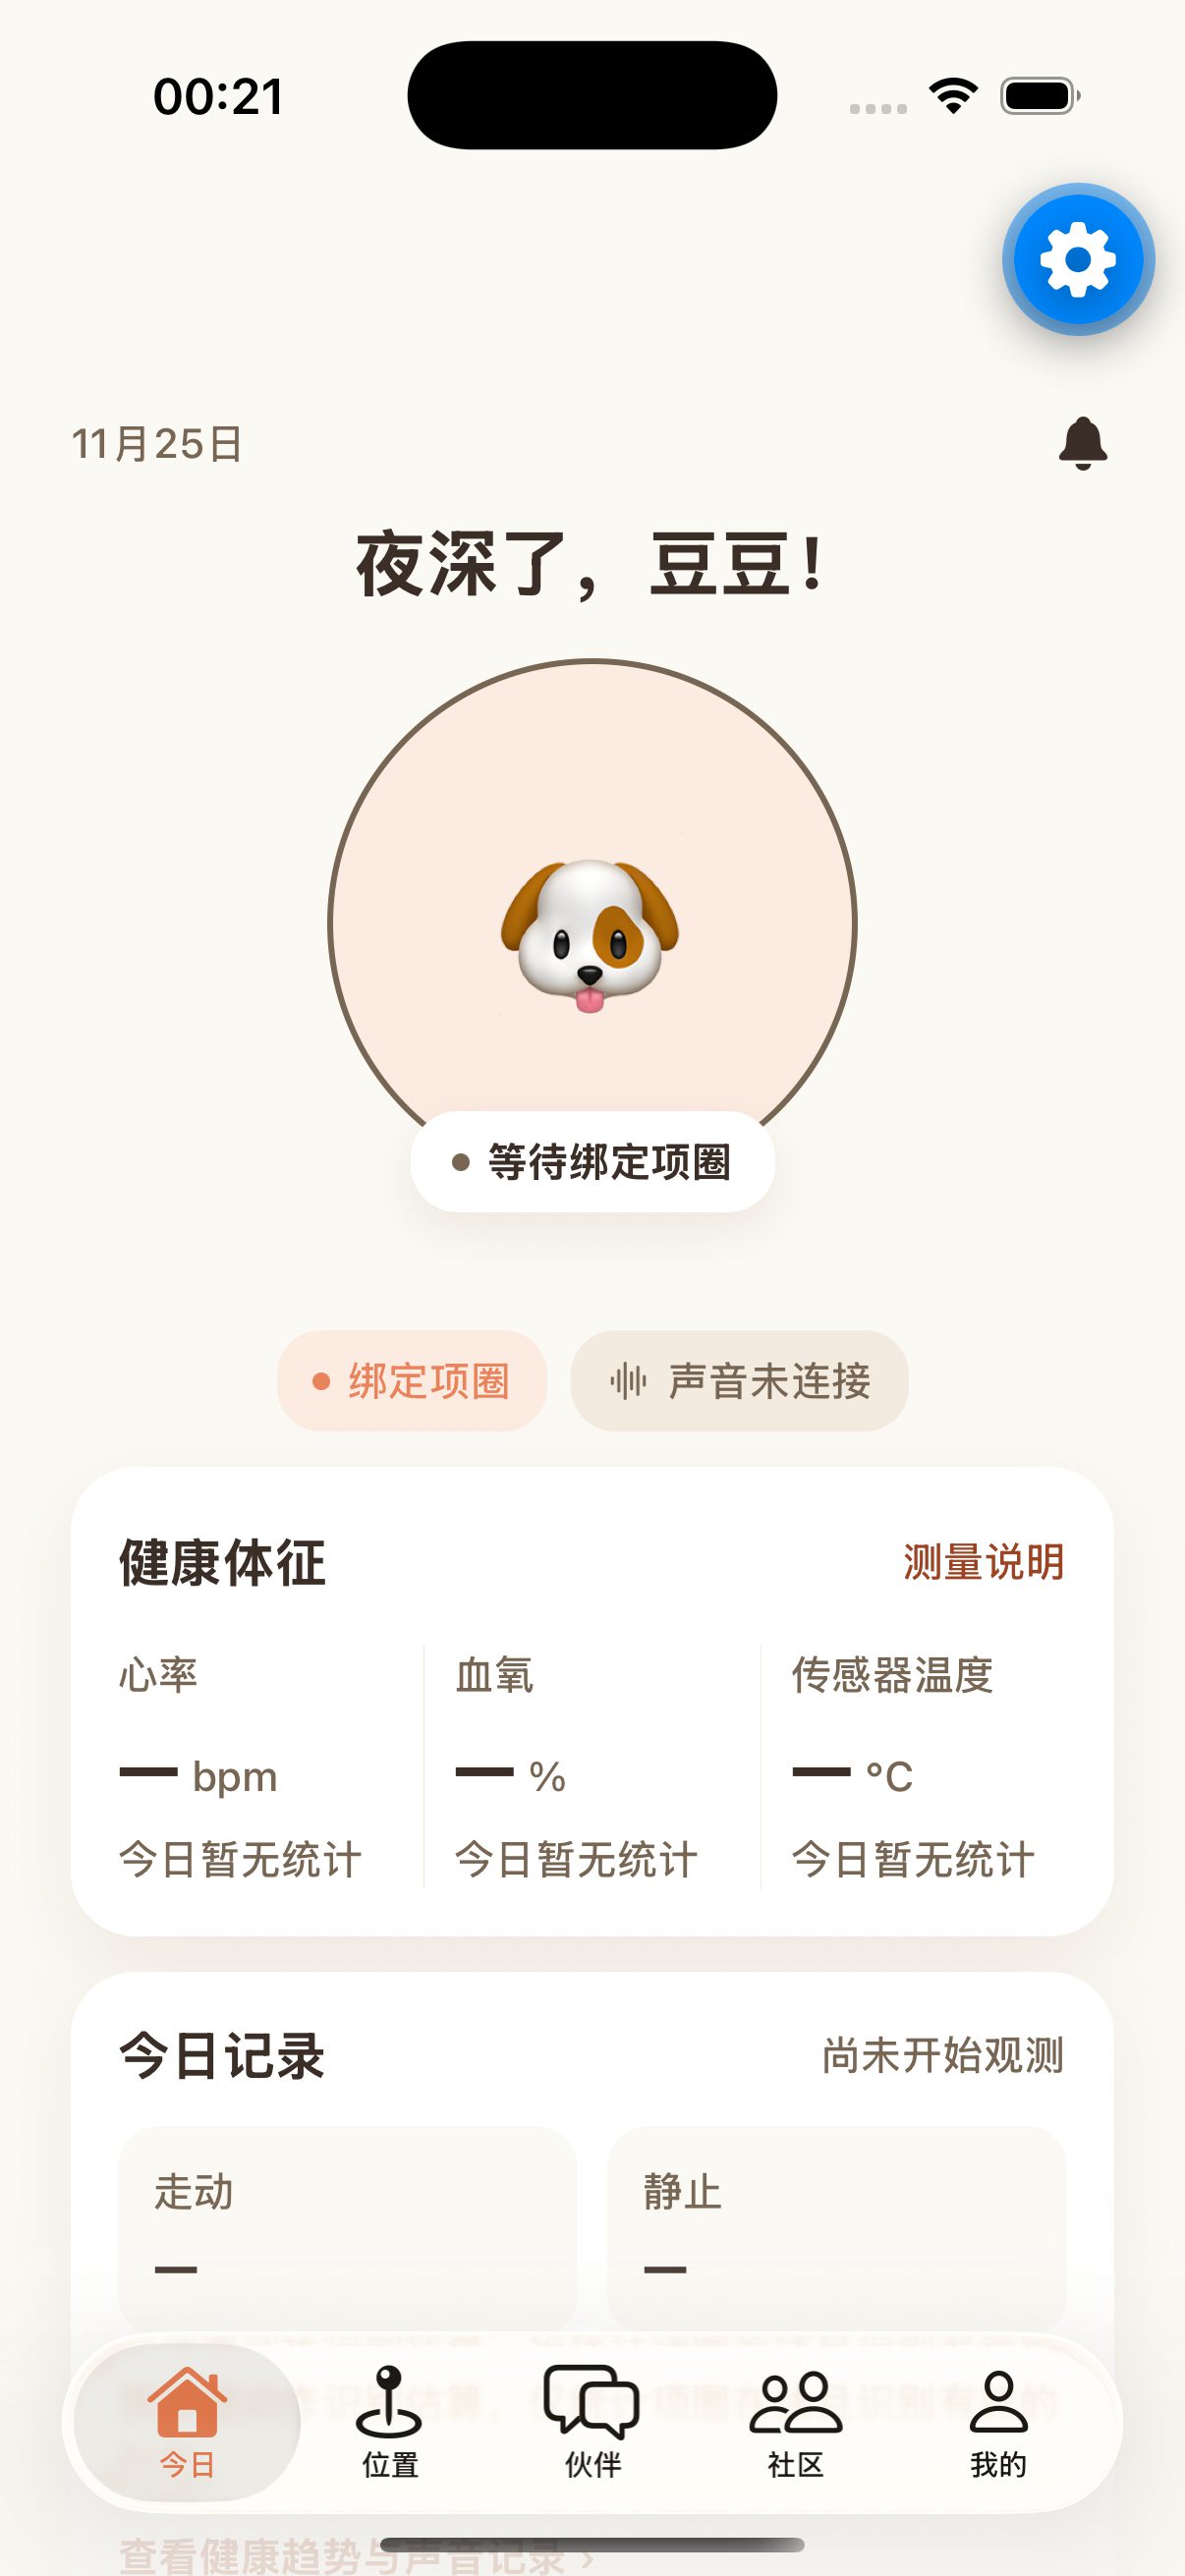 00:21
11月25日
夜深了，豆豆！
等待绑定项圈
绑定项圈
声音未连接
健康体征
测量说明
心率
血氧
传感器温度
— bpm
— %
— °C
今日暂无统计
今日暂无统计
今日暂无统计
今日记录
尚未开始观测
走动
静止
—
—
今日
位置
伙伴
社区
我的
查看健康趋势与声音记录 ›